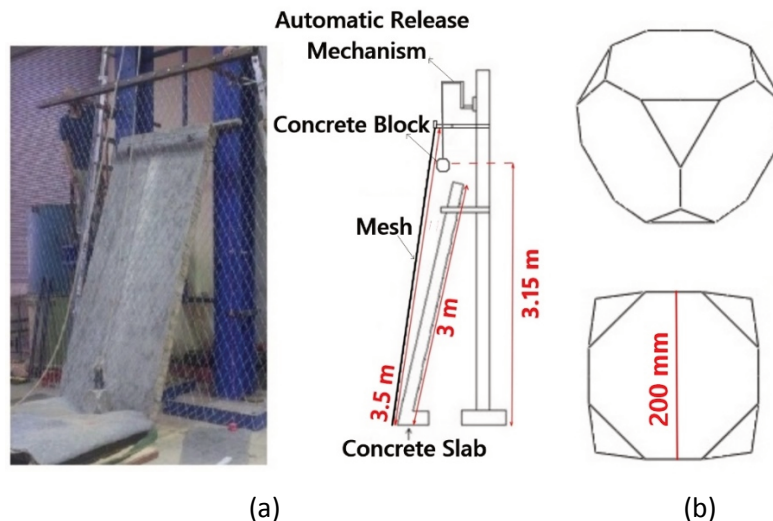 Automatic Release
Mechanism
Concrete Block
Mesh
3.15 m
3 m
3.5 m
Concrete Slab
200 mm
(a)
(b)